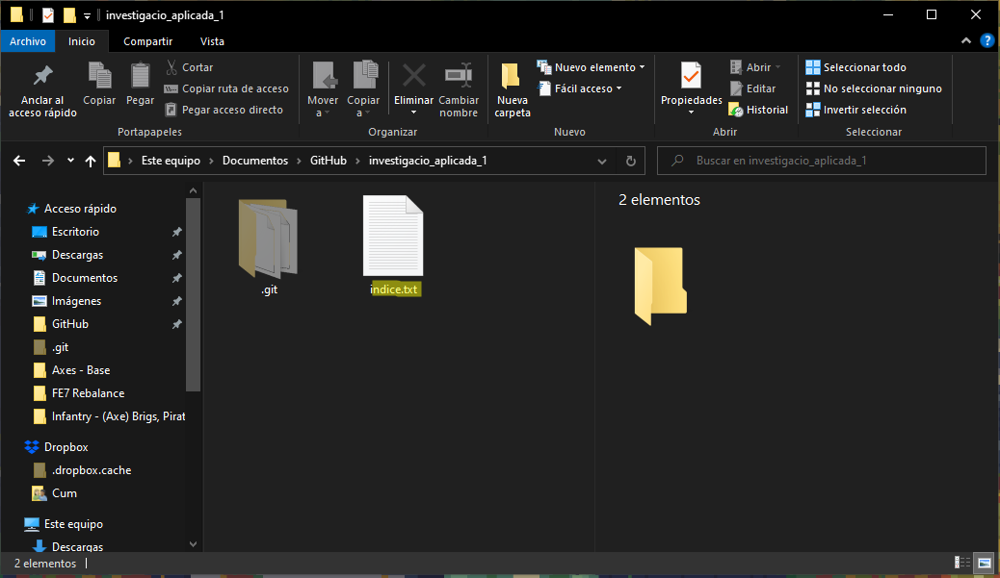 investigacio_aplicada_1
Archivo Inicio Compartir Vista
Anclar al acceso rápido
Copiar
Pegar
Cortar
Copiar ruta de acceso
Pegar acceso directo
Portapapeles
Mover a
Copiar a
Eliminar
Cambiar nombre
Organizar
Nueva carpeta
Nuevo elemento
Fácil acceso
Nuevo
Propiedades
Abrir
Editar
Historial
Abrir
Seleccionar todo
No seleccionar ninguno
Invertir selección
Seleccionar
Este equipo > Documentos > GitHub > investigacio_aplicada_1
Buscar en investigacio_aplicada_1
Acceso rápido
Escritorio
Descargas
Documentos
Imágenes
GitHub
.git
Axes - Base
FE7 Rebalance
Infantry - (Axe) Brigs, Pirat
Dropbox
.dropbox.cache
Cum
Este equipo
Descargas
.git
indice.txt
2 elementos
2 elementos